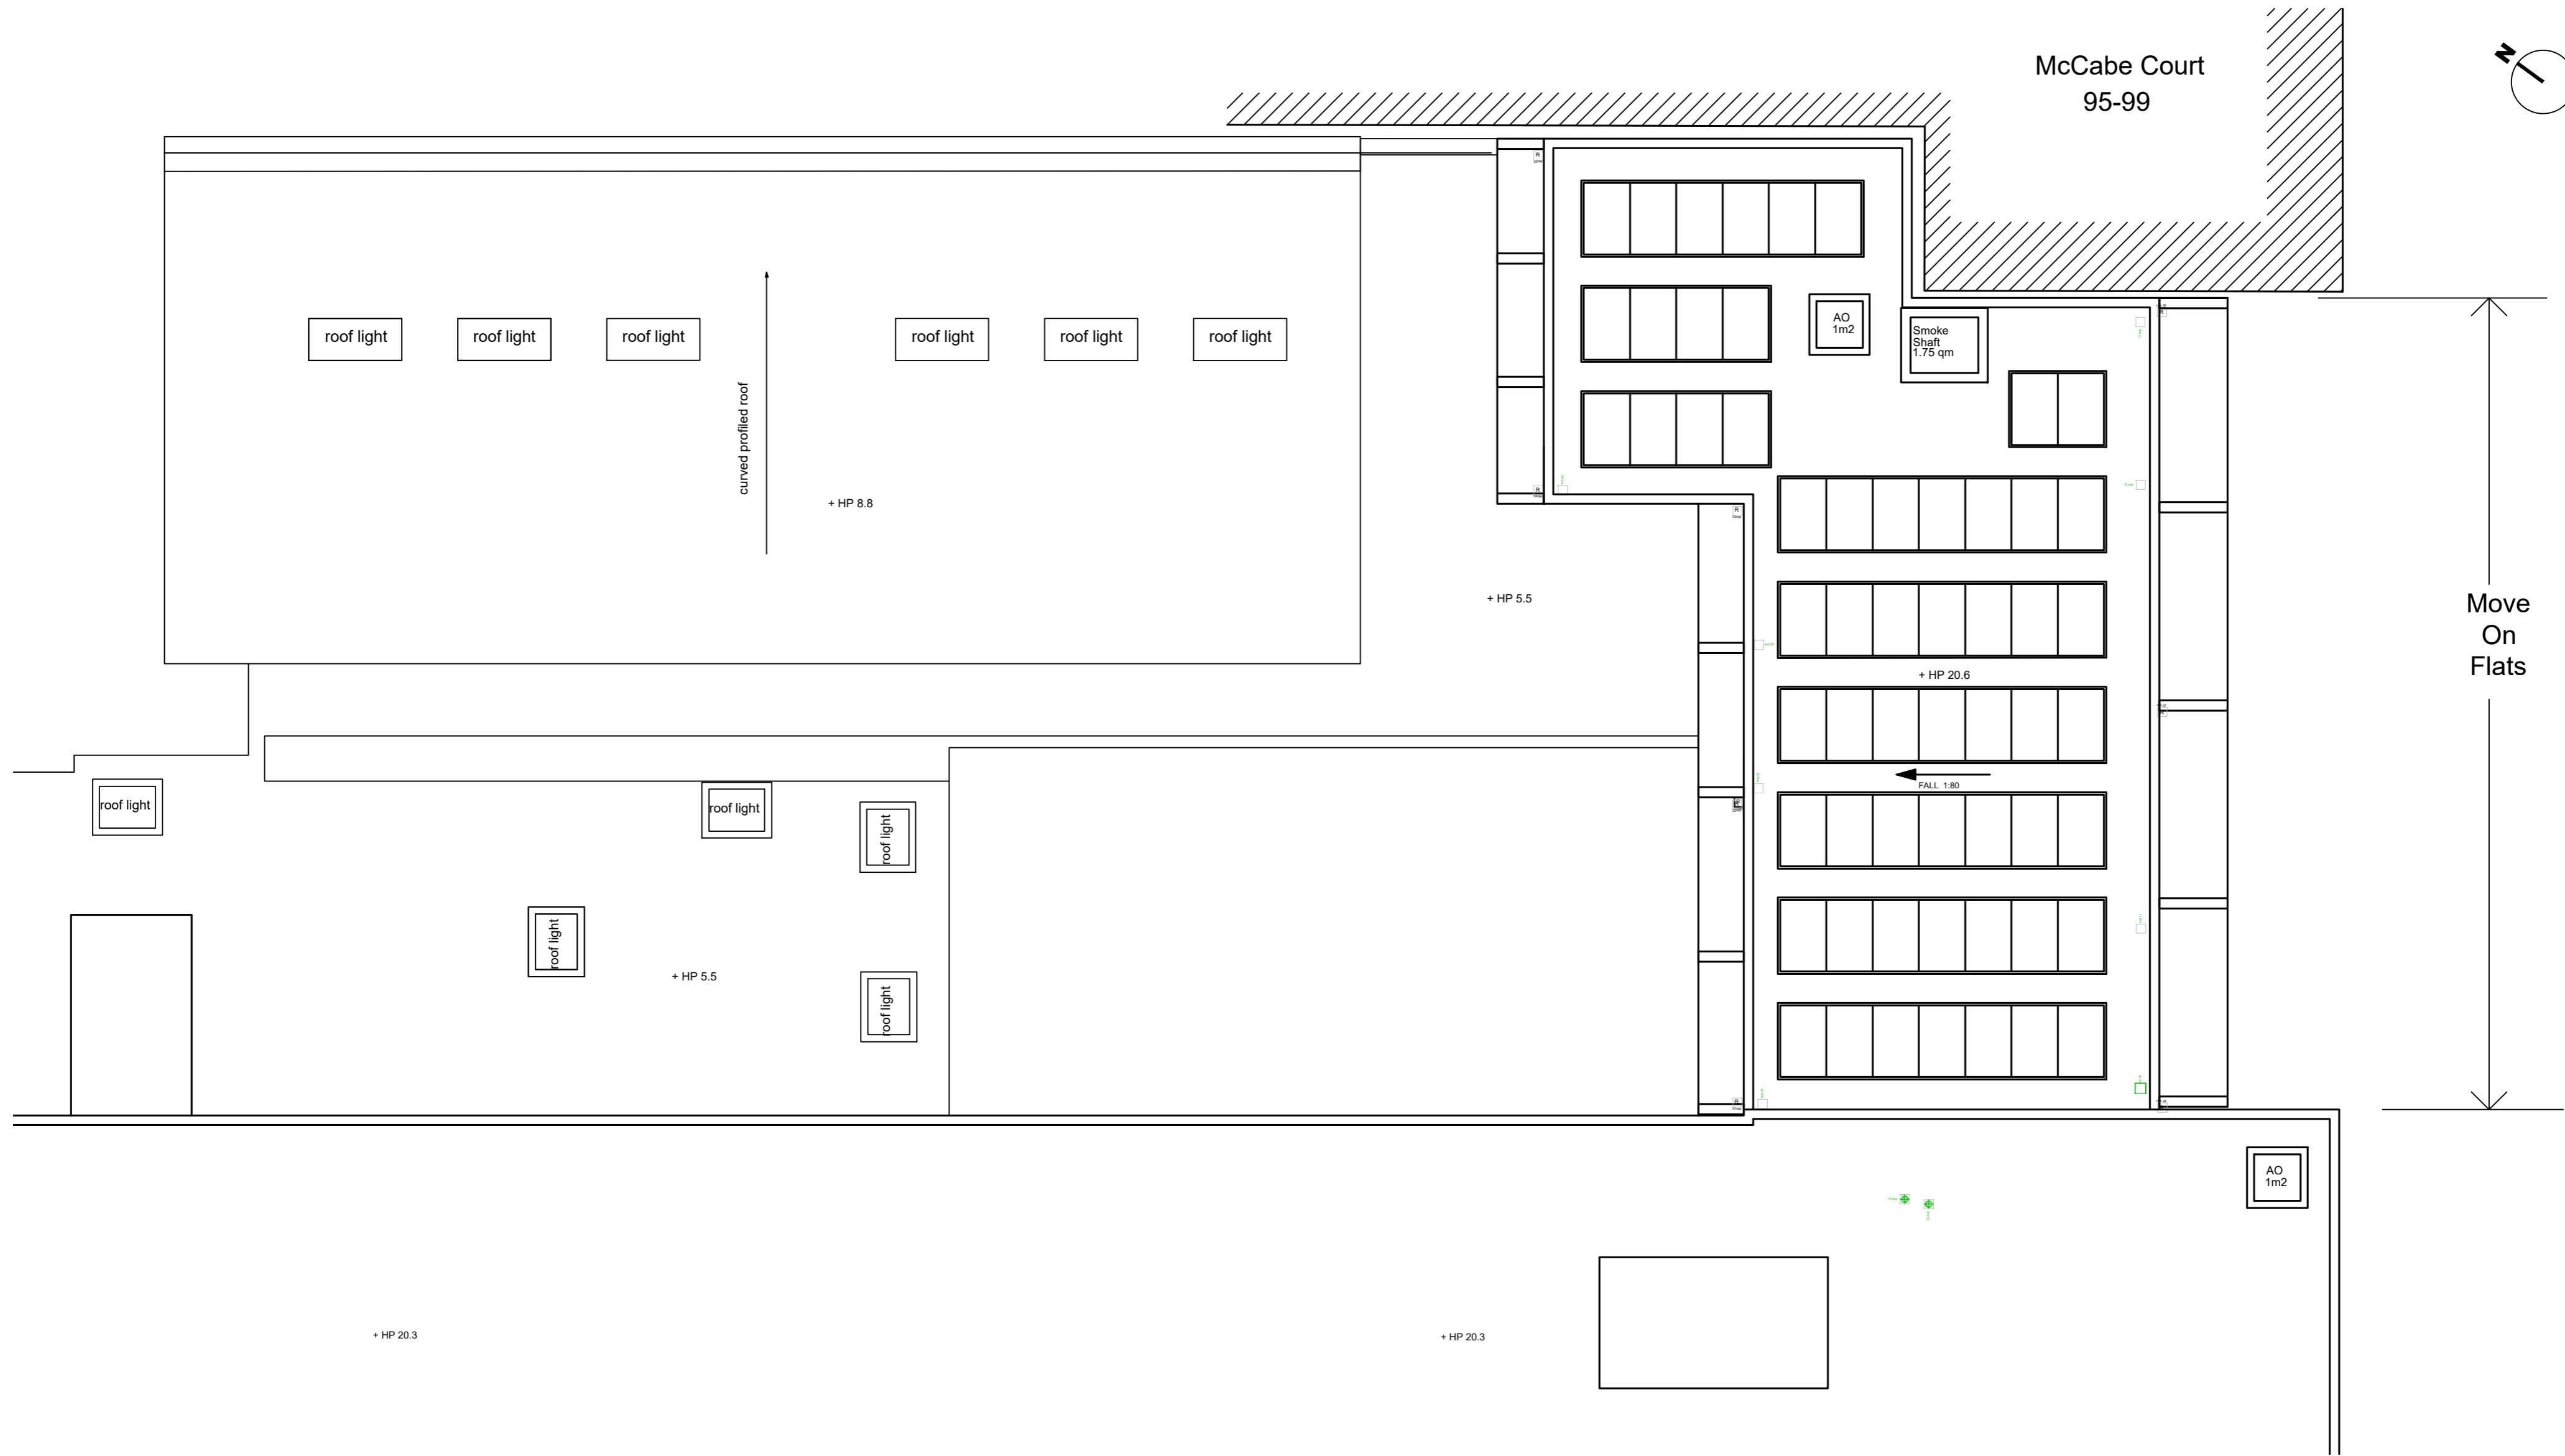 McCabe Court
95-99
N
R
roof light
roof light
roof light
roof light
roof light
roof light
AO
1m2
Smoke
Shaft
1.75 qm
R
curved profiled roof
+ HP 8.8
R
R
+ HP 5.5
Move
On
Flats
+ HP 20.6
R
FALL 1:80
roof light
roof light
roof light
roof light
+ HP 5.5
roof light
R
R
AO
1m2
+ HP 20.3
+ HP 20.3